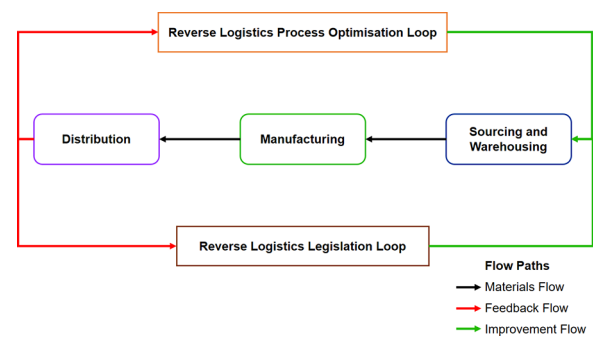 Reverse Logistics Process Optimisation Loop
Distribution
Manufacturing
Sourcing and
Warehousing
Reverse Logistics Legislation Loop
Flow Paths
Materials Flow
Feedback Flow
Improvement Flow